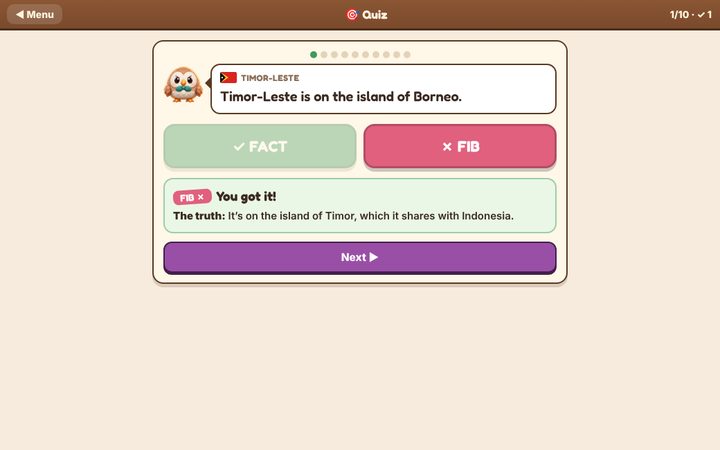 ◀ Menu
🎯 Quiz
1/10 · ✓ 1
TIMOR-LESTE
Timor-Leste is on the island of Borneo.
✓ FACT
✕ FIB
FIB ✕ You got it!
The truth: It's on the island of Timor, which it shares with Indonesia.
Next ▶